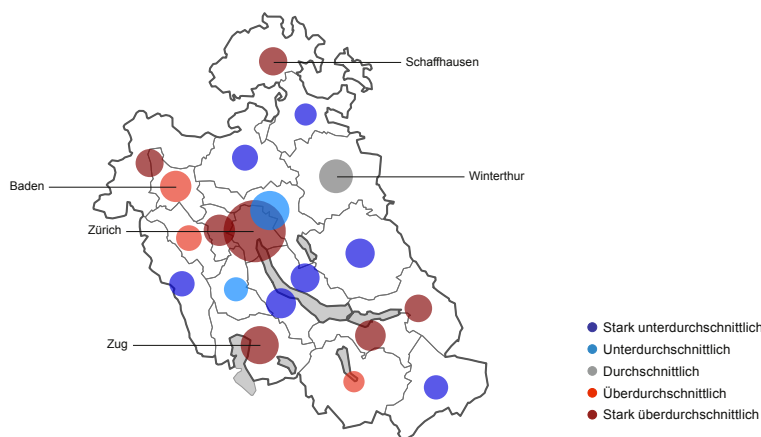 Schaffhausen
Baden
Winterthur
Zürich
Zug
Stark unterdurchschnittlich
Unterdurchschnittlich
Durchschnittlich
Überdurchschnittlich
Stark überdurchschnittlich